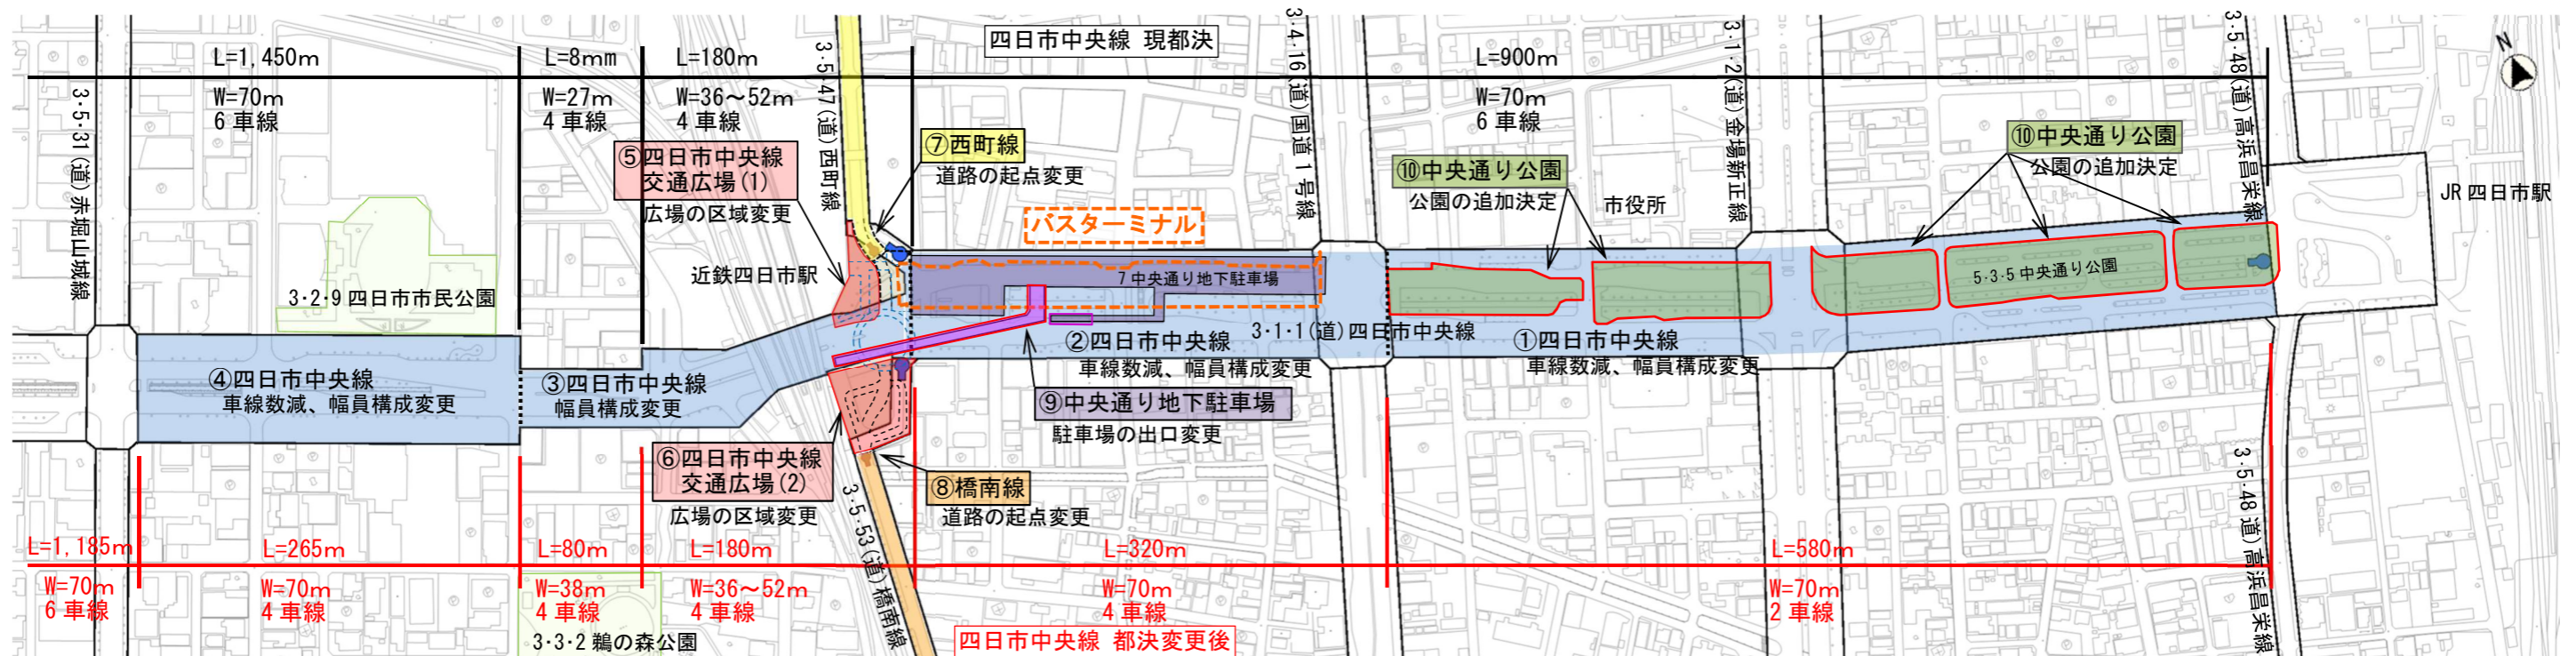 四日市中央線 現都決
L=1,450m
W=70m
6 車線
L=8mm
W=27m
4 車線
L=180m
W=36～52m
4 車線
L=900m
W=70m
6 車線
N
3・5・31(道)赤堀山城線
3・5・47(道)西町線
3・4・16(道)国道1号線
3・1・2(道)金場新正線
3・5・48(道)高浜昌栄線
⑤四日市中央線
交通広場(1)
広場の区域変更
⑦西町線
道路の起点変更
バスターミナル
⑩中央通り公園
公園の追加決定
市役所
⑩中央通り公園
公園の追加決定
JR 四日市駅
近鉄四日市駅
3・2・9 四日市市民公園
7 中央通り地下駐車場
5・3・5 中央通り公園
④四日市中央線
車線数減、幅員構成変更
③四日市中央線
幅員構成変更
②四日市中央線
車線数減、幅員構成変更
3・1・1(道)四日市中央線
①四日市中央線
車線数減、幅員構成変更
⑨中央通り地下駐車場
駐車場の出口変更
⑥四日市中央線
交通広場(2)
広場の区域変更
⑧橋南線
道路の起点変更
3・5・53(道)橋南線
3・5・48 道)高浜昌栄線
L=1,185m
W=70m
6 車線
L=265m
W=70m
4 車線
L=80m
W=38m
4 車線
L=180m
W=36～52m
4 車線
L=320m
W=70m
4 車線
L=580m
W=70m
2 車線
3・3・2 鵜の森公園
四日市中央線 都決変更後